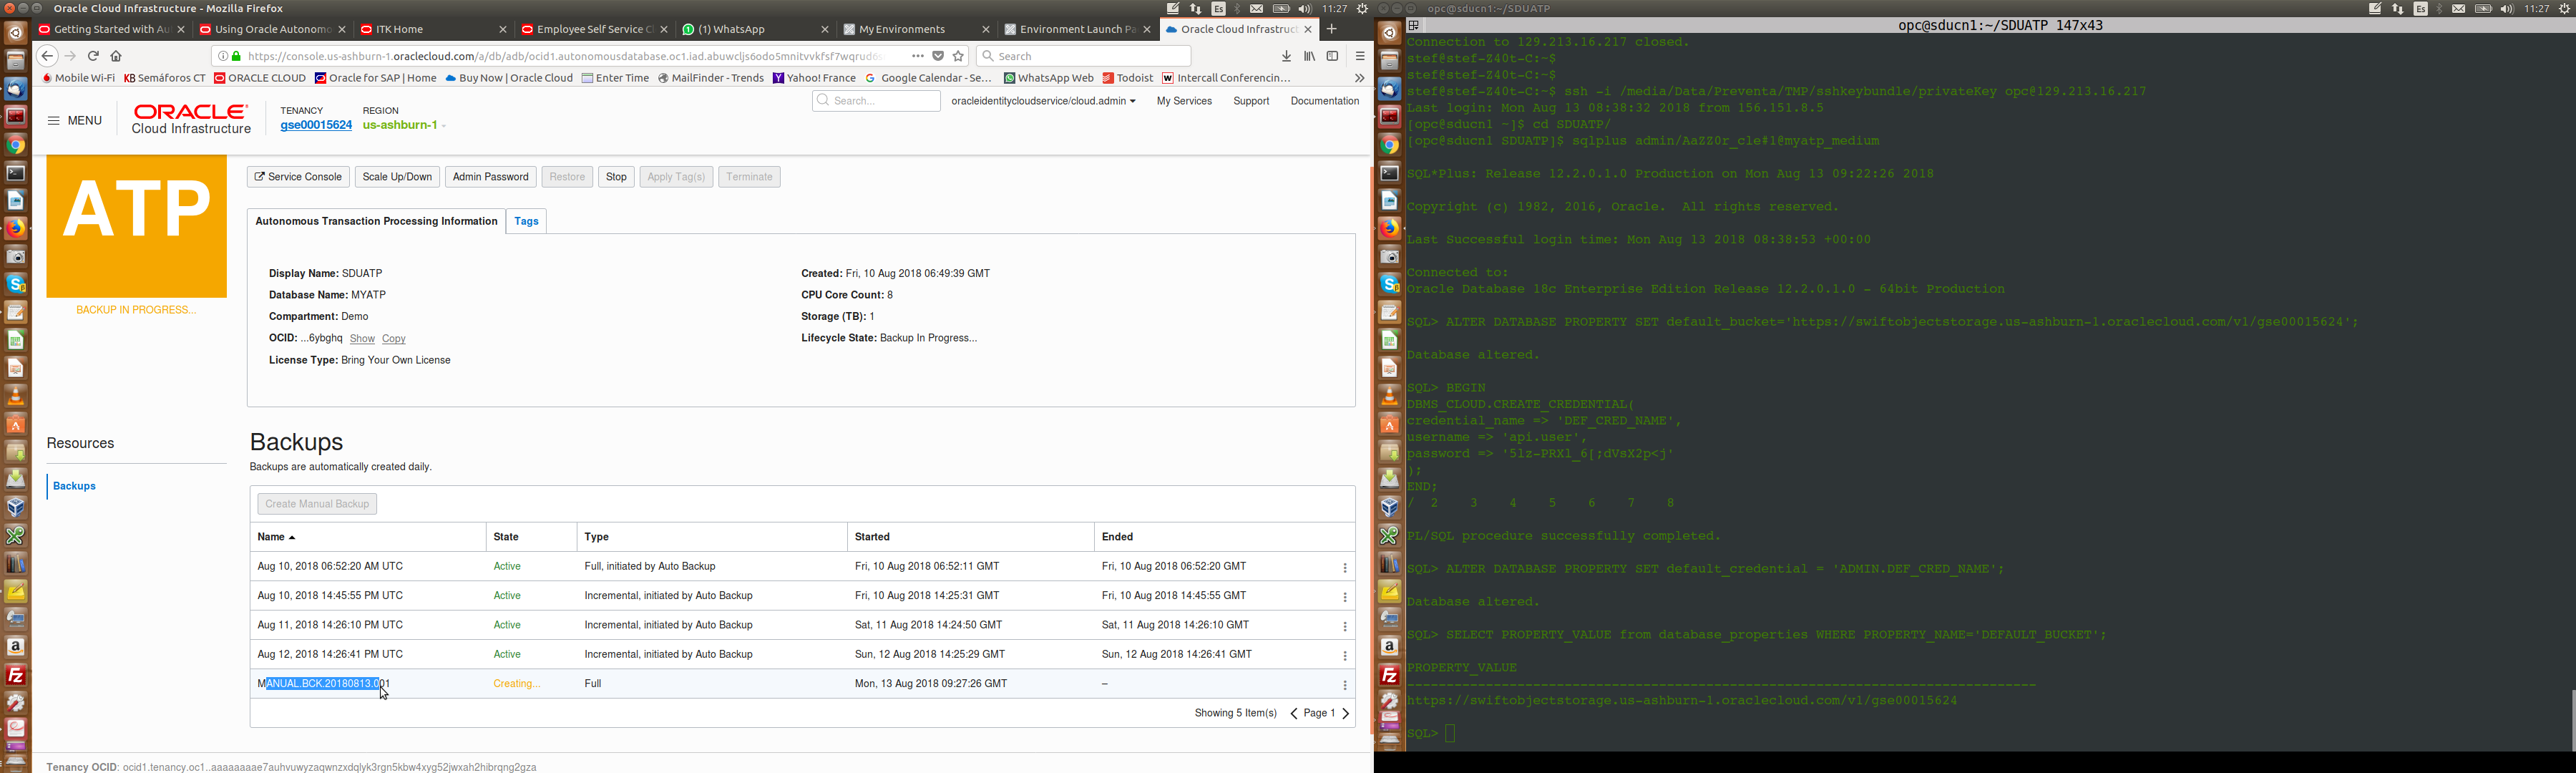 Oracle Cloud Infrastructure - Mozilla Firefox
Es 11:27
Getting Started with Au
Using Oracle Autonomo
ITK Home
Employee Self Service C
(1) WhatsApp
My Environments
Environment Launch Pa
Oracle Cloud Infrastruc
https://console.us-ashburn-1.oraclecloud.com/a/db/adb/ocid1.autonomousdatabase.oc1.iad.abuwcljs6odo5mnitvvkfsf7wqrud6s
Search
Mobile Wi-Fi KB Semáforos CT ORACLE CLOUD Oracle for SAP | Home Buy Now | Oracle Cloud Enter Time MailFinder - Trends Yahoo! France Google Calendar - Se… WhatsApp Web Todoist Intercall Conferencin…
Search...
oracleidentitycloudservice/cloud.admin My Services Support Documentation
MENU
ORACLE
Cloud Infrastructure
TENANCY
gse00015624
REGION
us-ashburn-1
ATP
BACKUP IN PROGRESS...
Service Console Scale Up/Down Admin Password Restore Stop Apply Tag(s) Terminate
Autonomous Transaction Processing Information Tags
Display Name: SDUATP
Database Name: MYATP
Compartment: Demo
OCID: ...6ybghq Show Copy
License Type: Bring Your Own License
Created: Fri, 10 Aug 2018 06:49:39 GMT
CPU Core Count: 8
Storage (TB): 1
Lifecycle State: Backup In Progress...
Resources
Backups
Backups
Backups are automatically created daily.
Create Manual Backup
Name State Type Started Ended
Aug 10, 2018 06:52:20 AM UTC Active Full, initiated by Auto Backup Fri, 10 Aug 2018 06:52:11 GMT Fri, 10 Aug 2018 06:52:20 GMT
Aug 10, 2018 14:45:55 PM UTC Active Incremental, initiated by Auto Backup Fri, 10 Aug 2018 14:25:31 GMT Fri, 10 Aug 2018 14:45:55 GMT
Aug 11, 2018 14:26:10 PM UTC Active Incremental, initiated by Auto Backup Sat, 11 Aug 2018 14:24:50 GMT Sat, 11 Aug 2018 14:26:10 GMT
Aug 12, 2018 14:26:41 PM UTC Active Incremental, initiated by Auto Backup Sun, 12 Aug 2018 14:25:29 GMT Sun, 12 Aug 2018 14:26:41 GMT
MANUAL.BCK.20180813.001 Creating... Full Mon, 13 Aug 2018 09:27:26 GMT –
Showing 5 Item(s) Page 1
Tenancy OCID: ocid1.tenancy.oc1..aaaaaaaae7auhvuwyzaqwnzxdqlyk3rgn5kbw4xyg52jwxah2hibrqng2gza
opc@sducn1:~/SDUATP
Es 11:27
opc@sducn1:~/SDUATP 147x43
Connection to 129.213.16.217 closed.
stef@stef-Z40t-C:~$
stef@stef-Z40t-C:~$
stef@stef-Z40t-C:~$ ssh -i /media/Data/Preventa/TMP/sshkeybundle/privateKey opc@129.213.16.217
Last login: Mon Aug 13 08:38:32 2018 from 156.151.8.5
[opc@sducn1 ~]$ cd SDUATP/
[opc@sducn1 SDUATP]$ sqlplus admin/AaZZ0r_cle#1@myatp_medium
SQL*Plus: Release 12.2.0.1.0 Production on Mon Aug 13 09:22:26 2018
Copyright (c) 1982, 2016, Oracle.  All rights reserved.
Last Successful login time: Mon Aug 13 2018 08:38:53 +00:00
Connected to:
Oracle Database 18c Enterprise Edition Release 12.2.0.1.0 - 64bit Production
SQL> ALTER DATABASE PROPERTY SET default_bucket='https://swiftobjectstorage.us-ashburn-1.oraclecloud.com/v1/gse00015624';
Database altered.
SQL> BEGIN
DBMS_CLOUD.CREATE_CREDENTIAL(
credential_name => 'DEF_CRED_NAME',
username => 'api.user',
password => '5lz-PRXl_6[;dVsX2p<j'
);
END;
/ 2 3 4 5 6 7 8
PL/SQL procedure successfully completed.
SQL> ALTER DATABASE PROPERTY SET default_credential = 'ADMIN.DEF_CRED_NAME';
Database altered.
SQL> SELECT PROPERTY_VALUE from database_properties WHERE PROPERTY_NAME='DEFAULT_BUCKET';
PROPERTY_VALUE
--------------------------------------------------------------------------------
https://swiftobjectstorage.us-ashburn-1.oraclecloud.com/v1/gse00015624
SQL>